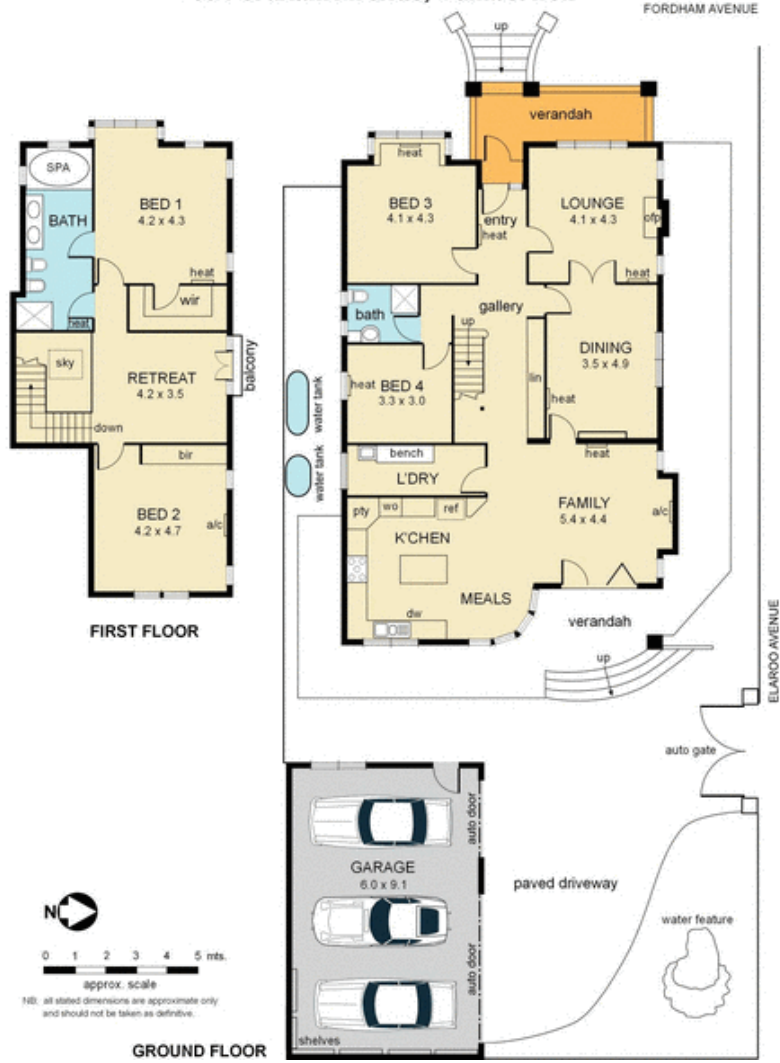 FORDHAM AVENUE
up
verandah
SPA
BATH
BED 1
4.2 x 4.3
heat
wir
heat
sky
RETREAT
4.2 x 3.5
balcony
down
bir
BED 2
4.2 x 4.7
a/c
FIRST FLOOR
heat
BED 3
4.1 x 4.3
entry
heat
LOUNGE
4.1 x 4.3
ofp
heat
bath
gallery
up
heat
BED 4
3.3 x 3.0
lin
DINING
3.5 x 4.9
heat
water tank
water tank
bench
L'DRY
heat
FAMILY
5.4 x 4.4
a/c
pty
wo
ref
K'CHEN
MEALS
dw
verandah
up
ELAROO AVENUE
auto gate
auto door
GARAGE
6.0 x 9.1
paved driveway
water feature
auto door
shelves
N
0 1 2 3 4 5 mts.
approx. scale
NB. all stated dimensions are approximate only
and should not be taken as definitive.
GROUND FLOOR